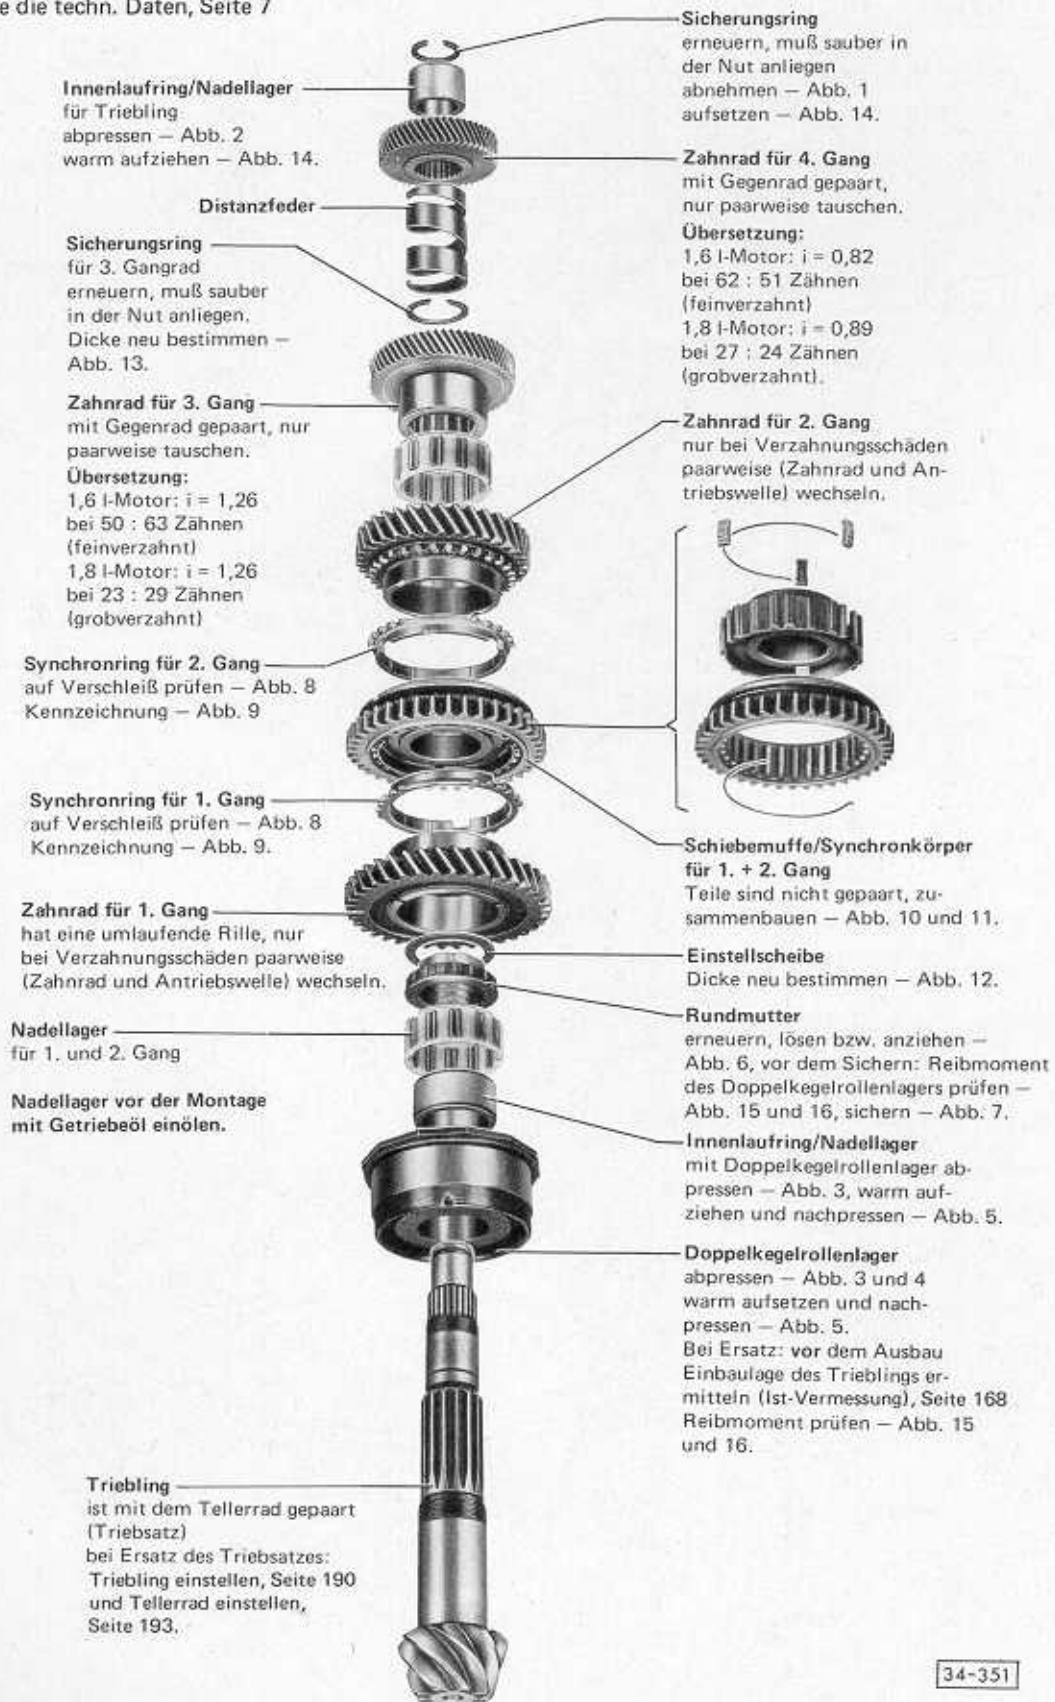 e die techn. Daten, Seite 7
Sicherungsring
erneuern, muß sauber in
der Nut anliegen
abnehmen — Abb. 1
aufsetzen — Abb. 14.
Innenlaufring/Nadellager
für Triebling
abpressen — Abb. 2
warm aufziehen — Abb. 14.
Zahnrad für 4. Gang
mit Gegenrad gepaart,
nur paarweise tauschen.
Übersetzung:
1,6 l-Motor: i = 0,82
bei 62 : 51 Zähnen
(feinverzahnt)
1,8 l-Motor: i = 0,89
bei 27 : 24 Zähnen
(grobverzahnt).
Distanzfeder
Sicherungsring
für 3. Gangrad
erneuern, muß sauber
in der Nut anliegen.
Dicke neu bestimmen —
Abb. 13.
Zahnrad für 3. Gang
mit Gegenrad gepaart, nur
paarweise tauschen.
Übersetzung:
1,6 l-Motor: i = 1,26
bei 50 : 63 Zähnen
(feinverzahnt)
1,8 l-Motor: i = 1,26
bei 23 : 29 Zähnen
(grobverzahnt)
Zahnrad für 2. Gang
nur bei Verzahnungsschäden
paarweise (Zahnrad und An-
triebswelle) wechseln.
Synchronring für 2. Gang
auf Verschleiß prüfen — Abb. 8
Kennzeichnung — Abb. 9
Synchronring für 1. Gang
auf Verschleiß prüfen — Abb. 8
Kennzeichnung — Abb. 9.
Schiebemuffe/Synchronkörper
für 1. + 2. Gang
Teile sind nicht gepaart, zu-
sammenbauen — Abb. 10 und 11.
Zahnrad für 1. Gang
hat eine umlaufende Rille, nur
bei Verzahnungsschäden paarweise
(Zahnrad und Antriebswelle) wechseln.
Einstellscheibe
Dicke neu bestimmen — Abb. 12.
Rundmutter
erneuern, lösen bzw. anziehen —
Abb. 6, vor dem Sichern: Reibmoment
des Doppelkegelrollenlagers prüfen —
Abb. 15 und 16, sichern — Abb. 7.
Nadellager
für 1. und 2. Gang
Nadellager vor der Montage
mit Getriebeöl einölen.
Innenlaufring/Nadellager
mit Doppelkegelrollenlager ab-
pressen — Abb. 3, warm auf-
ziehen und nachpressen — Abb. 5.
Doppelkegelrollenlager
abpressen — Abb. 3 und 4
warm aufsetzen und nach-
pressen — Abb. 5.
Bei Ersatz: vor dem Ausbau
Einbaulage des Trieblings er-
mitteln (Ist-Vermessung), Seite 168
Reibmoment prüfen — Abb. 15
und 16.
Triebling
ist mit dem Tellerrad gepaart
(Triebsatz)
bei Ersatz des Triebsatzes:
Triebling einstellen, Seite 190
und Tellerrad einstellen,
Seite 193.
34-351